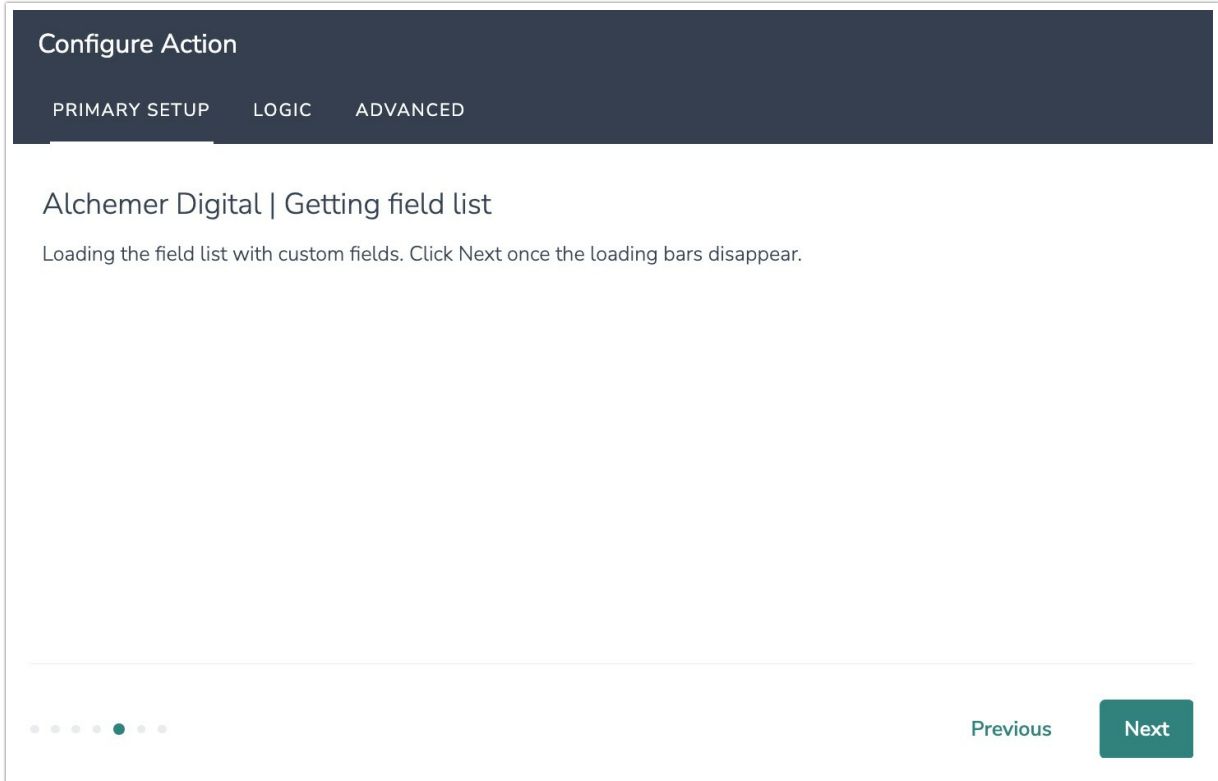 Configure Action
PRIMARY SETUP LOGIC ADVANCED
Alchemer Digital | Getting field list
Loading the field list with custom fields. Click Next once the loading bars disappear.
Previous Next